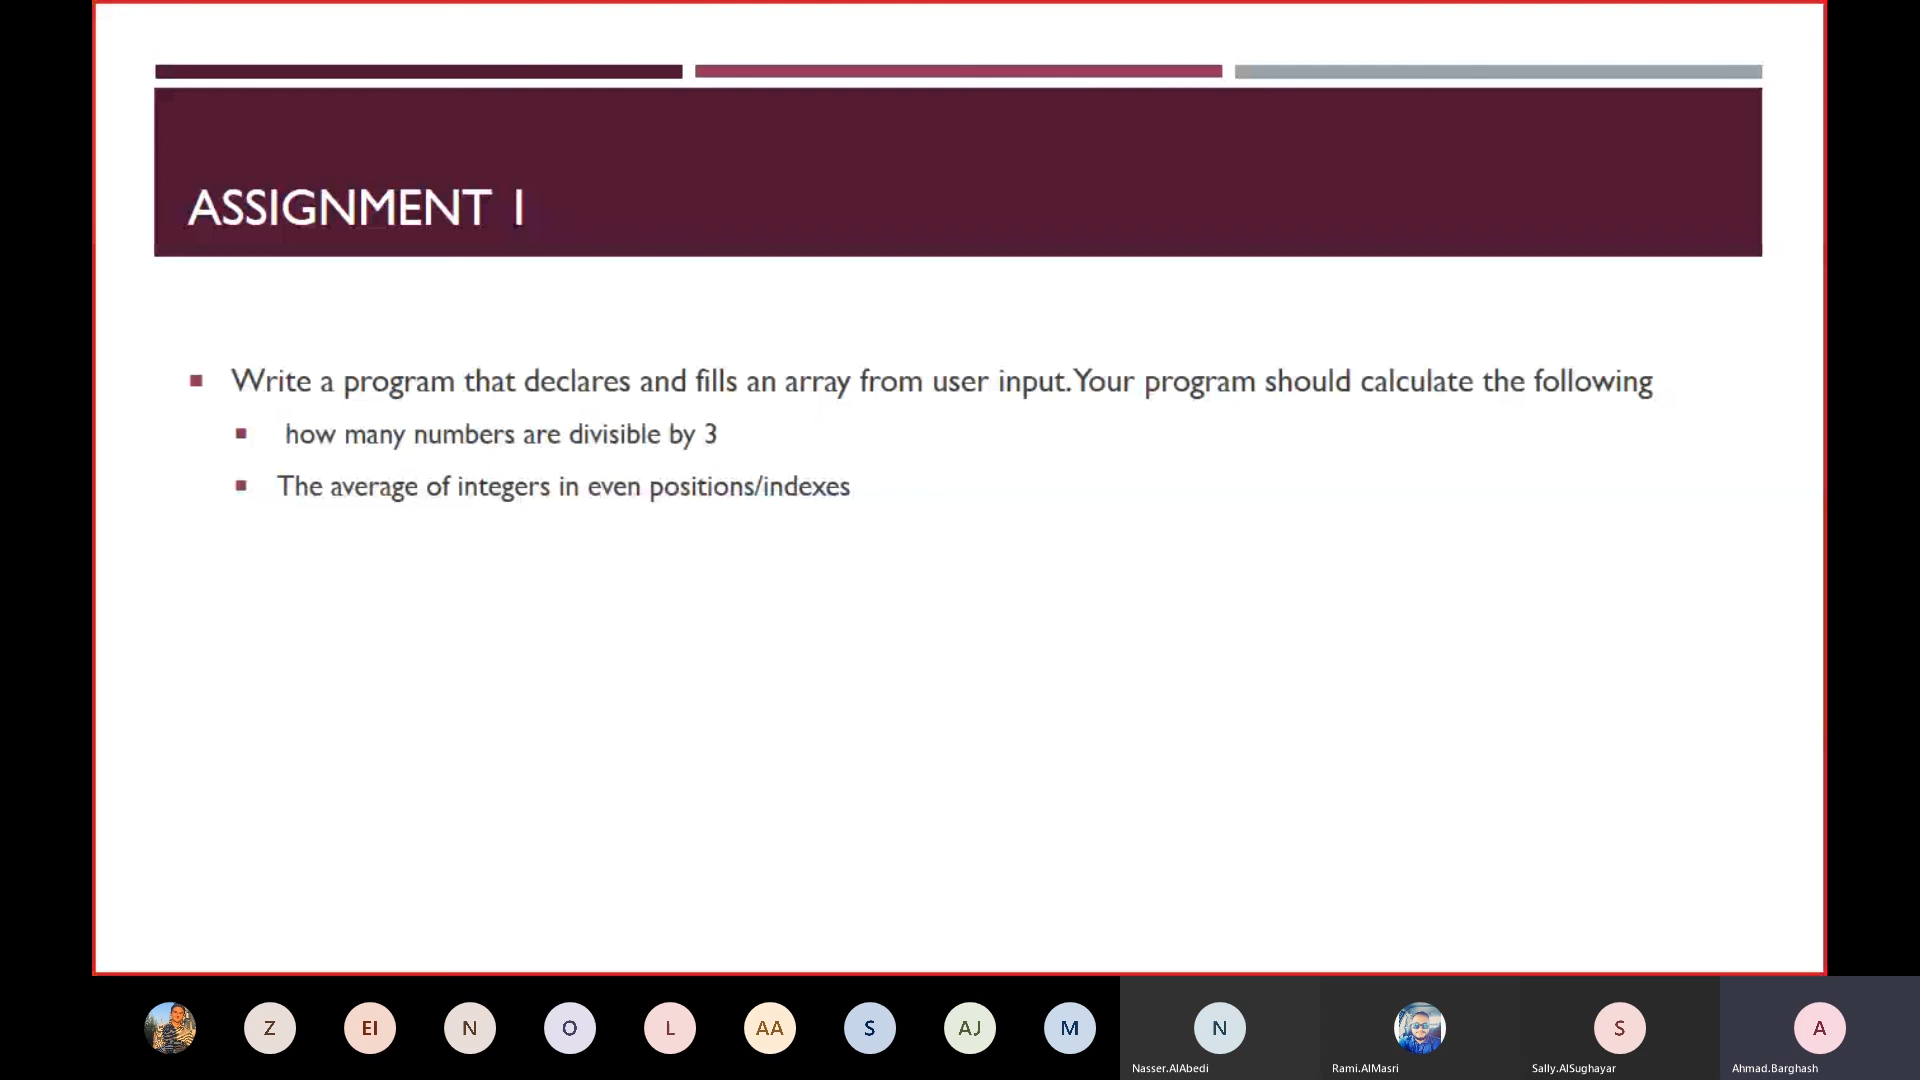 ASSIGNMENT 1
Write a program that declares and fills an array from user input. Your program should calculate the following
how many numbers are divisible by 3
The average of integers in even positions/indexes
Z
EI
N
O
L
AA
S
AJ
M
N
S
A
Nasser.AlAbedi
Rami.AlMasri
Sally.AlSughayar
Ahmad.Barghash